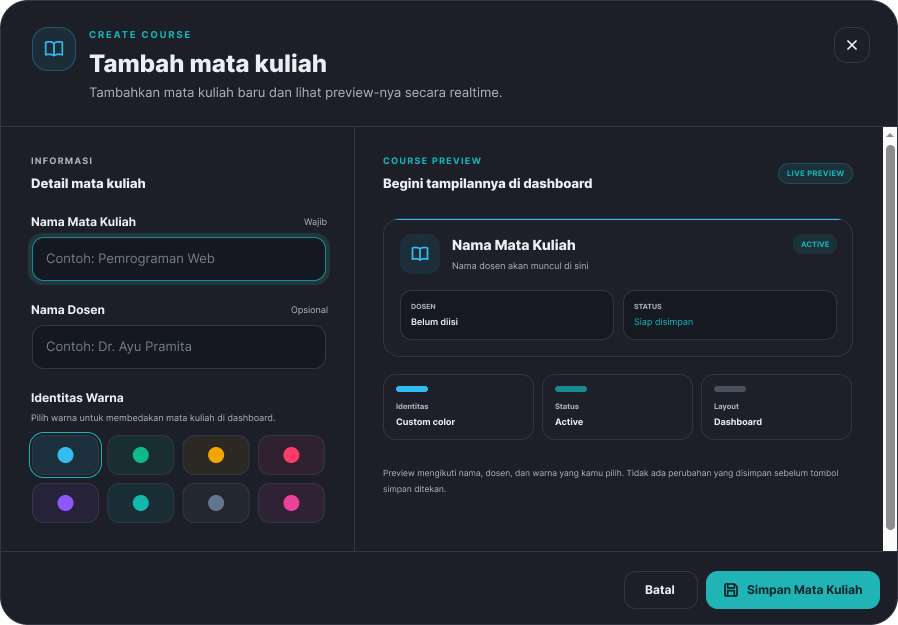 CREATE COURSE
Tambah mata kuliah
Tambahkan mata kuliah baru dan lihat preview-nya secara realtime.
INFORMASI
Detail mata kuliah
Nama Mata Kuliah
Wajib
Contoh: Pemrograman Web
Nama Dosen
Opsional
Contoh: Dr. Ayu Pramita
Identitas Warna
Pilih warna untuk membedakan mata kuliah di dashboard.
COURSE PREVIEW
Begini tampilannya di dashboard
LIVE PREVIEW
Nama Mata Kuliah
Nama dosen akan muncul di sini
ACTIVE
DOSEN
Belum diisi
STATUS
Siap disimpan
Identitas
Custom color
Status
Active
Layout
Dashboard
Preview mengikuti nama, dosen, dan warna yang kamu pilih. Tidak ada perubahan yang disimpan sebelum tombol
simpan ditekan.
Batal
Simpan Mata Kuliah